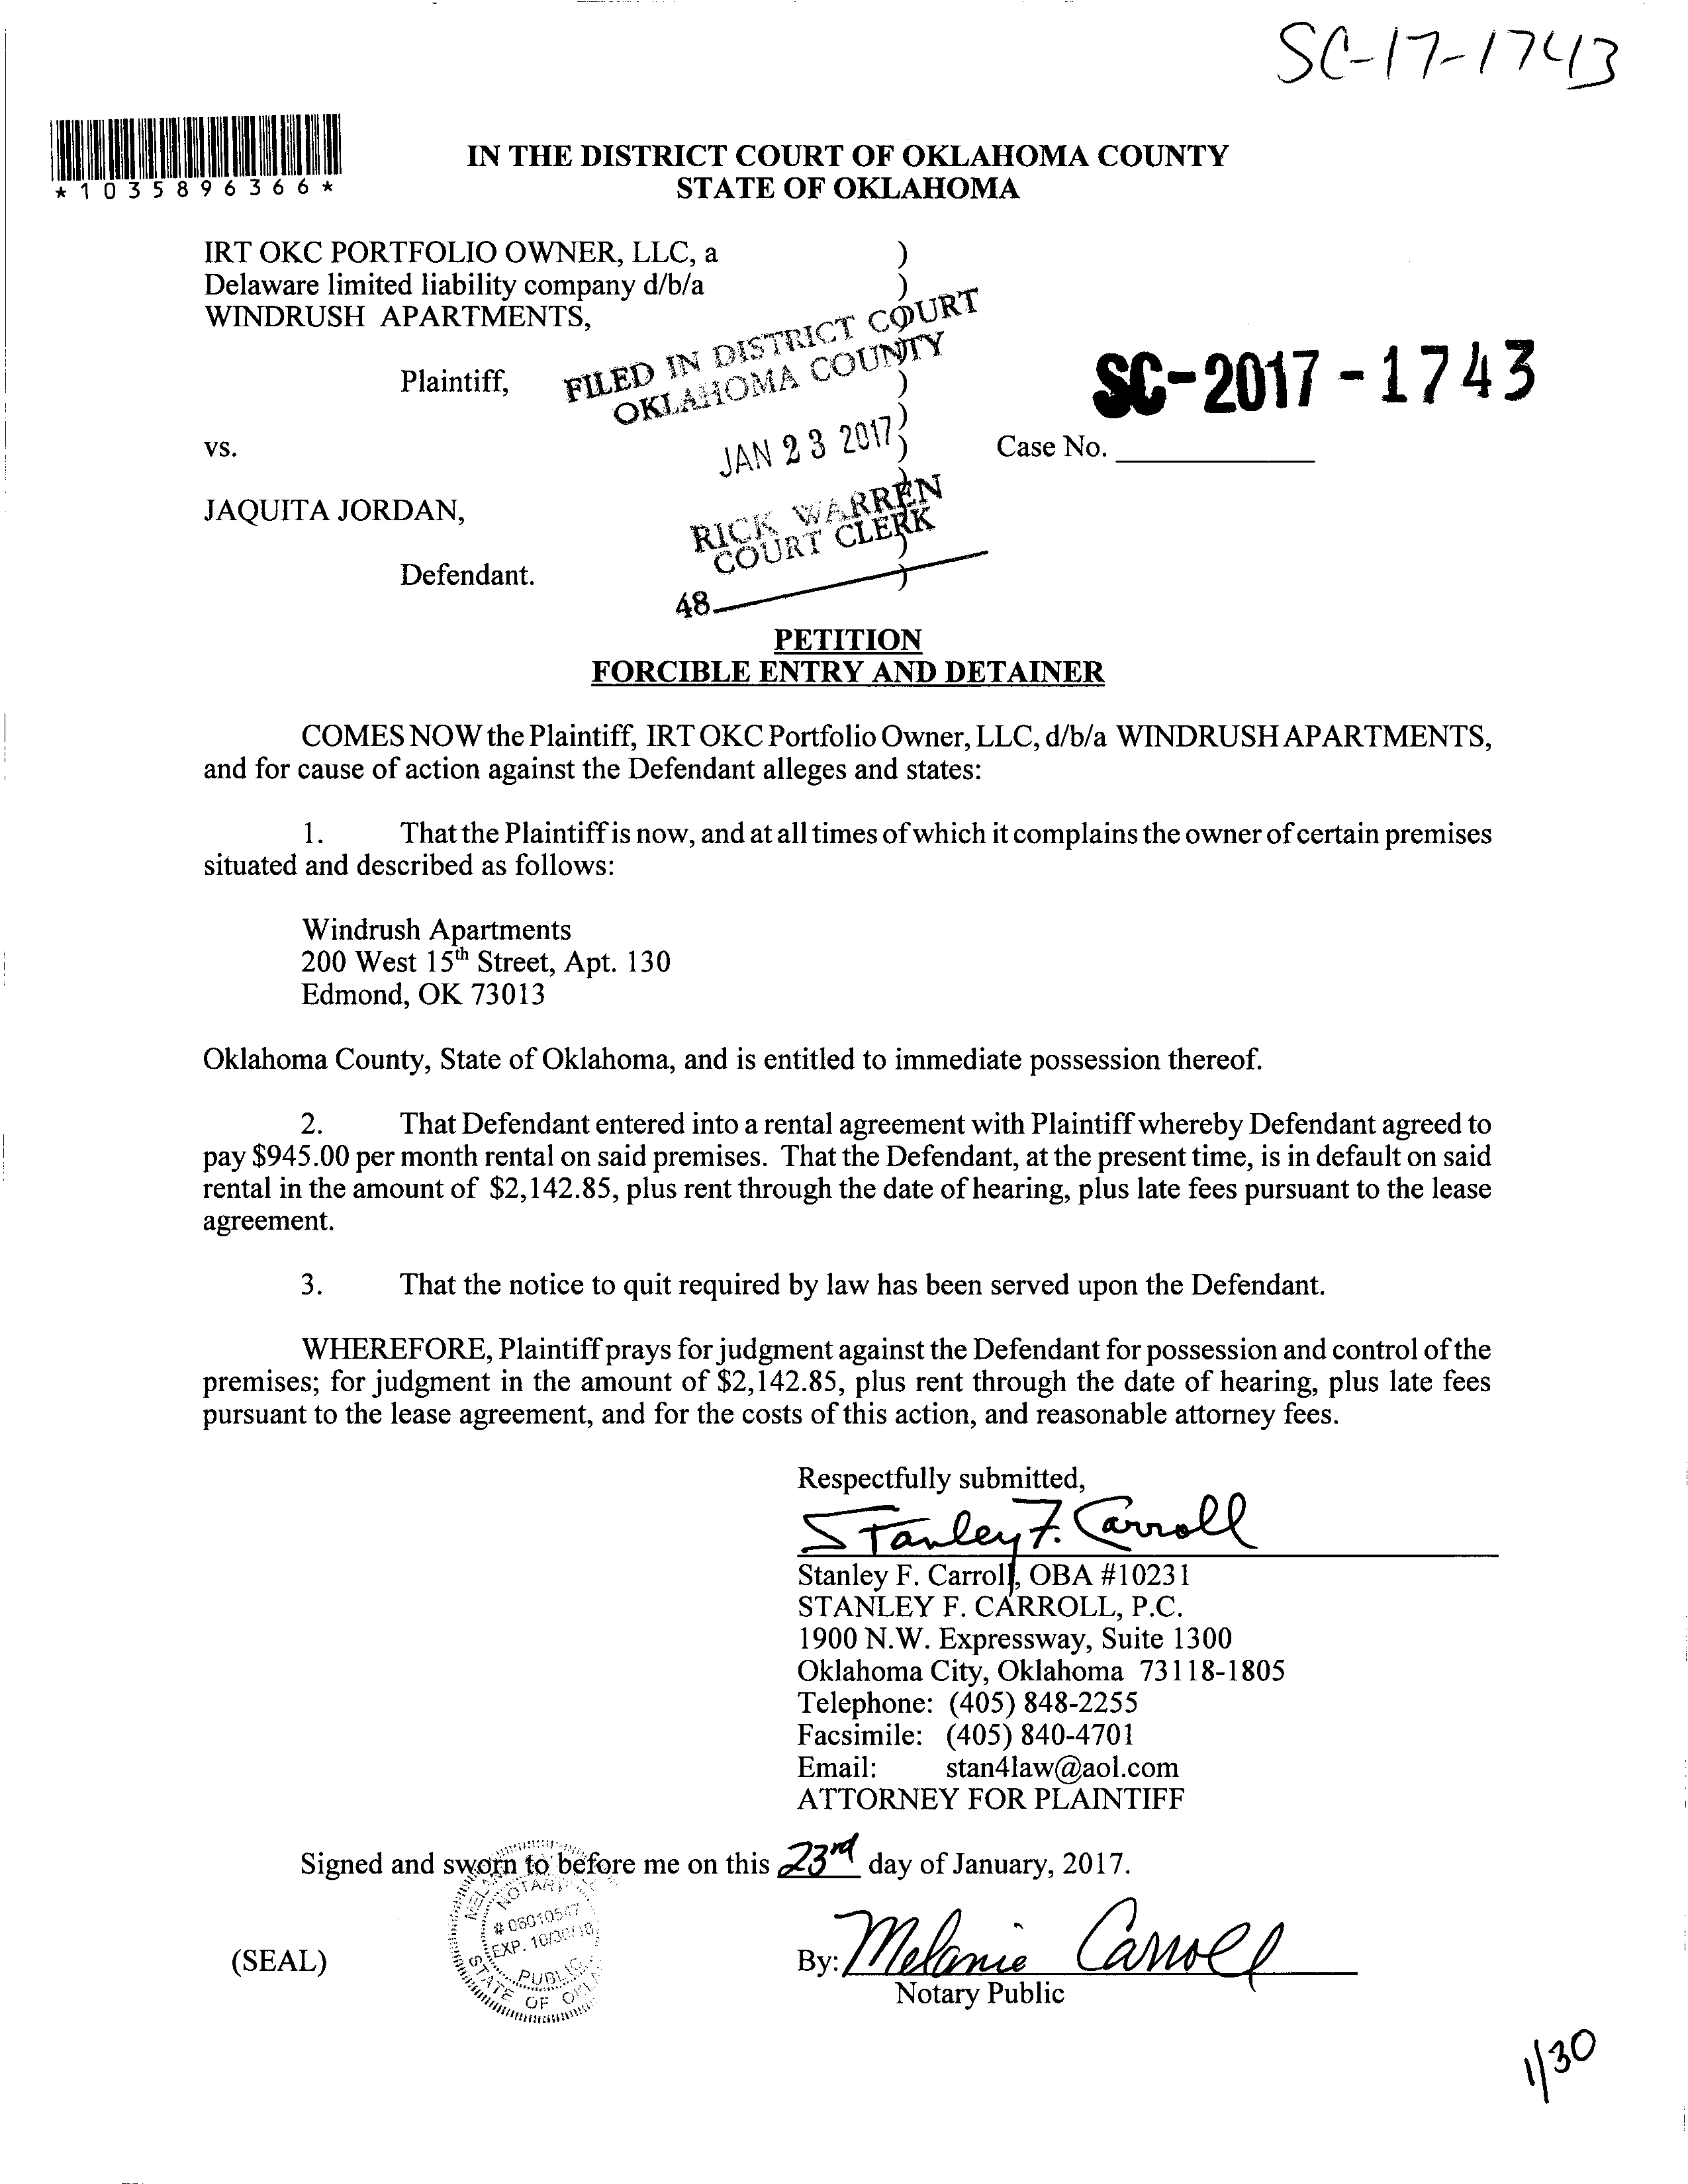 SC-17-1743
*1035896366*
IN THE DISTRICT COURT OF OKLAHOMA COUNTY
STATE OF OKLAHOMA
IRT OKC PORTFOLIO OWNER, LLC, a )
Delaware limited liability company d/b/a )
WINDRUSH APARTMENTS,
Plaintiff,
FILED IN DISTRICT COURT
OKLAHOMA COUNTY
JAN 23 2017
RICK WARREN
COURT CLERK
48
SC-2017-1743
vs.
Case No.
JAQUITA JORDAN,
Defendant.
PETITION
FORCIBLE ENTRY AND DETAINER
COMES NOW the Plaintiff, IRT OKC Portfolio Owner, LLC, d/b/a WINDRUSH APARTMENTS,
and for cause of action against the Defendant alleges and states:
1. That the Plaintiff is now, and at all times of which it complains the owner of certain premises
situated and described as follows:
Windrush Apartments
200 West 15th Street, Apt. 130
Edmond, OK 73013
Oklahoma County, State of Oklahoma, and is entitled to immediate possession thereof.
2. That Defendant entered into a rental agreement with Plaintiff whereby Defendant agreed to
pay $945.00 per month rental on said premises. That the Defendant, at the present time, is in default on said
rental in the amount of $2,142.85, plus rent through the date of hearing, plus late fees pursuant to the lease
agreement.
3. That the notice to quit required by law has been served upon the Defendant.
WHEREFORE, Plaintiff prays for judgment against the Defendant for possession and control of the
premises; for judgment in the amount of $2,142.85, plus rent through the date of hearing, plus late fees
pursuant to the lease agreement, and for the costs of this action, and reasonable attorney fees.
Respectfully submitted,
Stanley F. Carroll
Stanley F. Carroll, OBA #10231
STANLEY F. CARROLL, P.C.
1900 N.W. Expressway, Suite 1300
Oklahoma City, Oklahoma 73118-1805
Telephone: (405) 848-2255
Facsimile: (405) 840-4701
Email: stan4law@aol.com
ATTORNEY FOR PLAINTIFF
Signed and sworn to before me on this 23rd day of January, 2017.
# 06010547
EXP. 10/30/18
PUBLIC
STATE OF
(SEAL)
By: Melanie Carroll
Notary Public
1/30